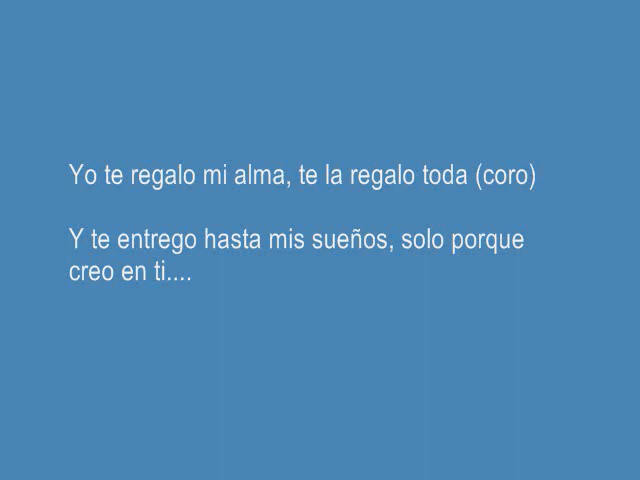 Yo te regalo mi alma, te la regalo toda (coro)
Y te entrego hasta mis sueños, solo porque
creo en ti....